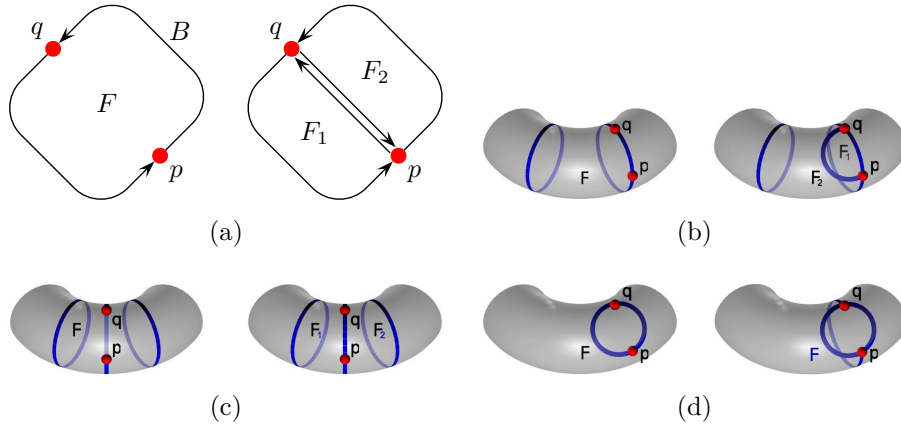 q B q
F F₂
F₁
p p
(a)
q q
F₁
p p
F F₂
(b)
F q F₁ q F₂
p p
(c)
q q
F p F p
(d)